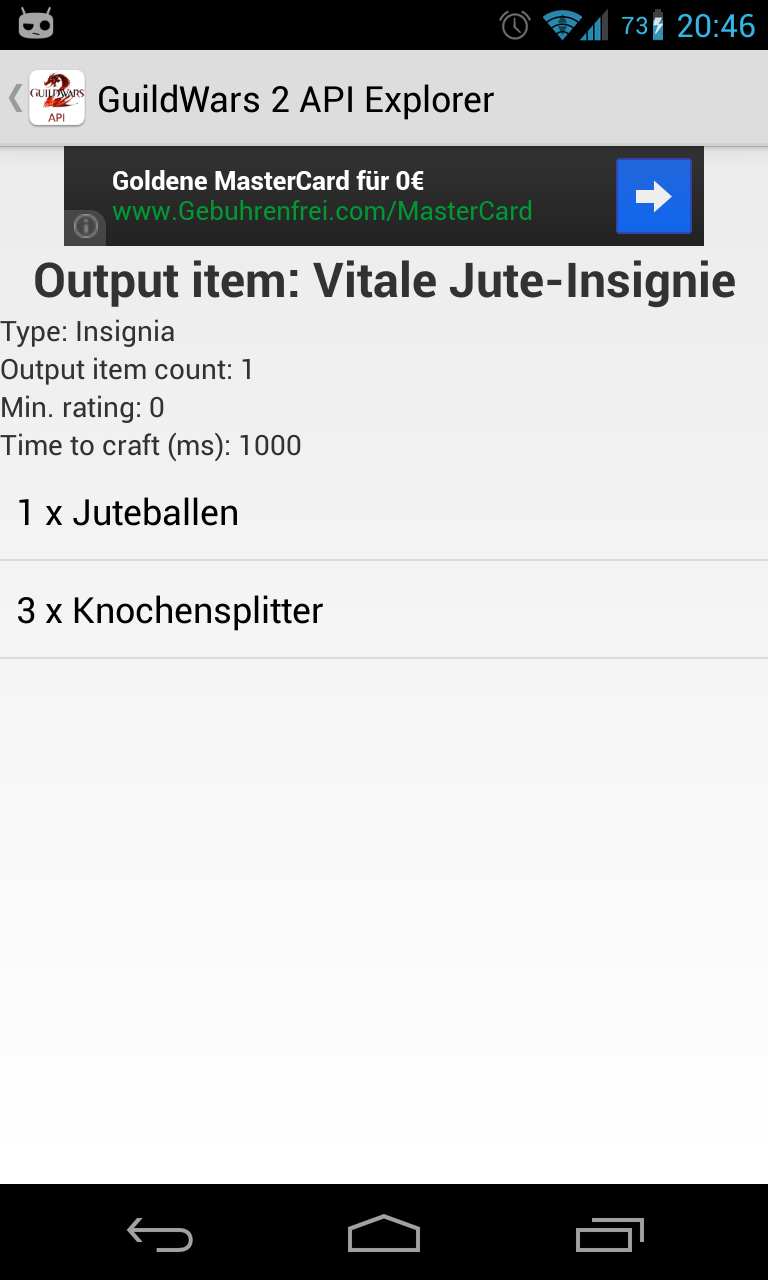 73 20:46
GUILDWARS
API
GuildWars 2 API Explorer
Goldene MasterCard für 0€
www.Gebuhrenfrei.com/MasterCard
Output item: Vitale Jute-Insignie
Type: Insignia
Output item count: 1
Min. rating: 0
Time to craft (ms): 1000
1 x Juteballen
3 x Knochensplitter